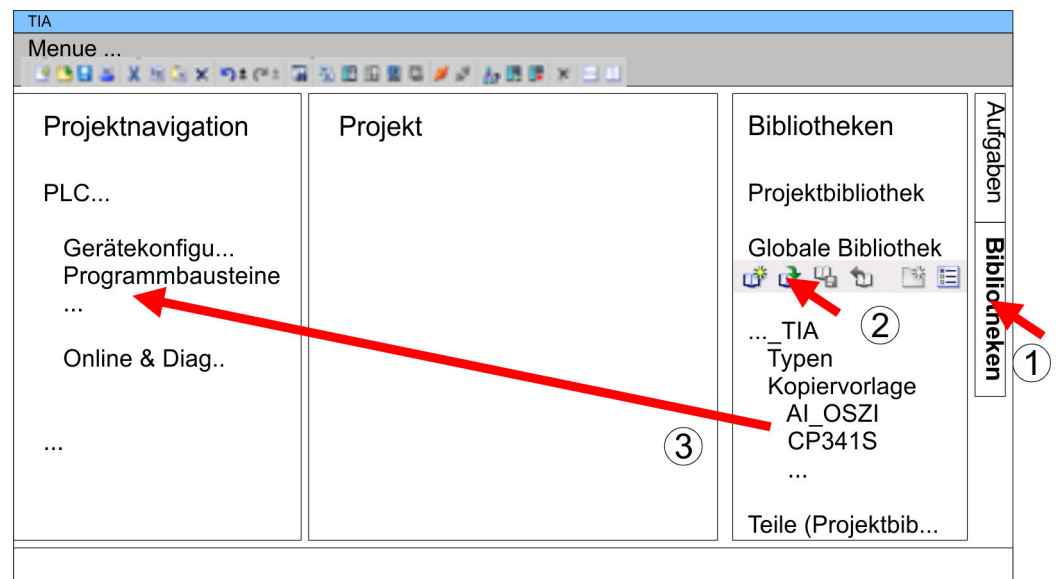 TIA
Menue ...
Projektnavigation
PLC...
Gerätekonfigu...
Programmbausteine
...
Online & Diag..
...
Projekt
③
Bibliotheken
Projektbibliothek
Globale Bibliothek
②
..._TIA
Typen
Kopiervorlage
AI_OSZI
CP341S
...
Teile (Projektbib...
Aufgaben
Bibliotheken
①